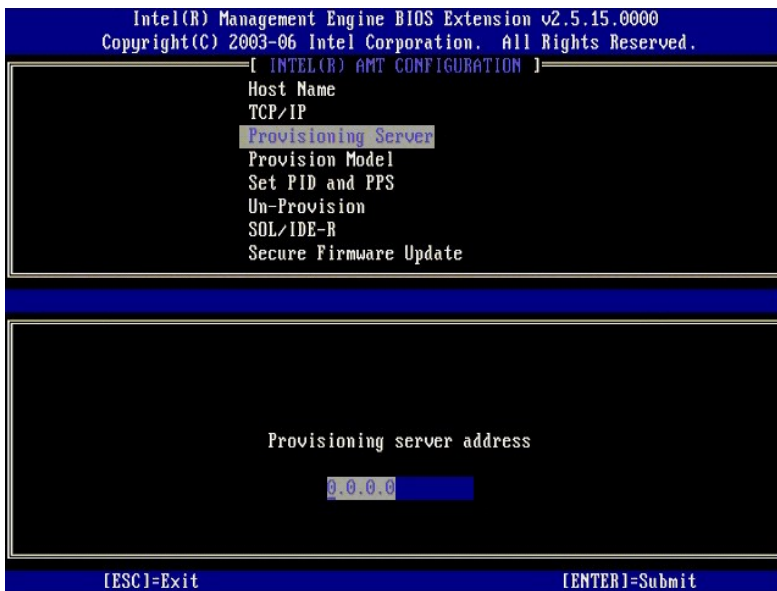 Intel(R) Management Engine BIOS Extension v2.5.15.0000
Copyright(C) 2003-06 Intel Corporation. All Rights Reserved.
[ INTEL(R) AMT CONFIGURATION ]
Host Name
TCP/IP
Provisioning Server
Provision Model
Set PID and PPS
Un-Provision
SOL/IDE-R
Secure Firmware Update
Provisioning server address
0.0.0.0
[ESC]=Exit [ENTER]=Submit